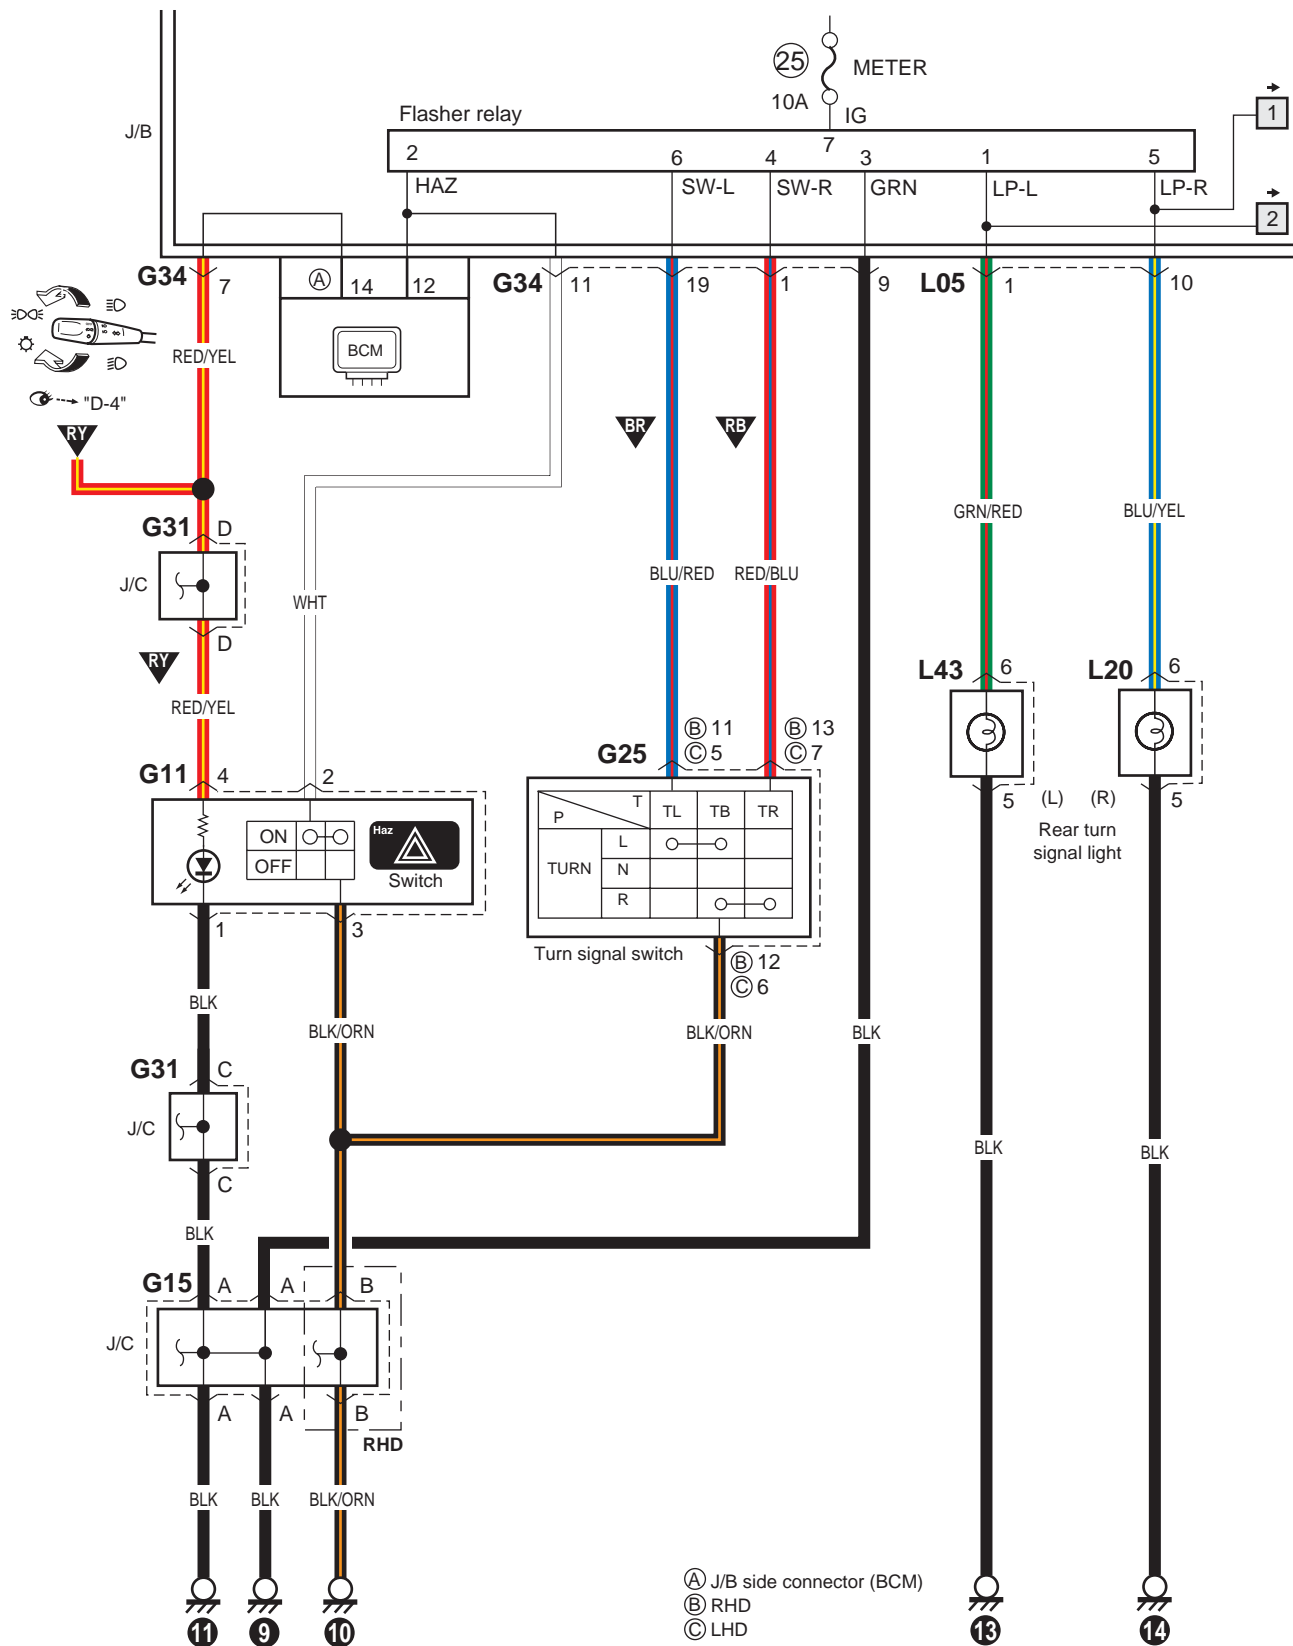 25
METER
10A
IG
1
J/B
Flasher relay
7
2
6
4
3
1
5
HAZ
SW-L
SW-R
GRN
LP-L
LP-R
2
G34
7
A
14
12
G34
11
19
1
9
L05
1
10
BCM
RED/YEL
"D-4"
RY
BR
RB
G31
D
GRN/RED
BLU/YEL
J/C
BLU/RED
RED/BLU
WHT
D
RY
L43
6
L20
6
RED/YEL
B 11
B 13
G25
C 5
C 7
G11
4
2
P
T
TL
TB
TR
5
(L)
(R)
5
ON
OFF
Haz
Switch
TURN
L
N
R
Rear turn
signal light
1
3
Turn signal switch
B 12
C 6
BLK
BLK/ORN
BLK/ORN
BLK
G31
C
J/C
BLK
BLK
C
BLK
G15
A
A
B
J/C
A
A
B
RHD
BLK
BLK
BLK/ORN
A J/B side connector (BCM)
B RHD
C LHD
11
9
10
13
14